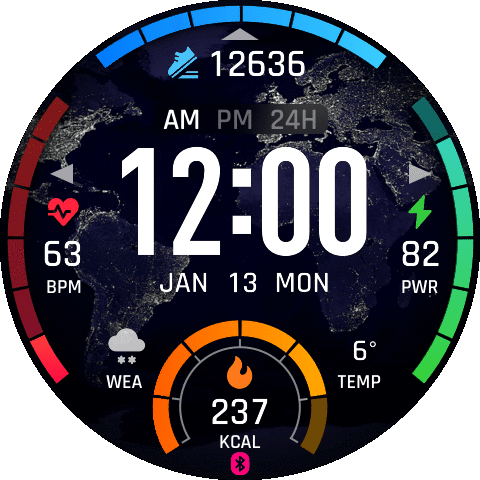 12636
AM PM 24H
12:00
JAN 13 MON
63
BPM
82
PWR
WEA
6°
TEMP
237
KCAL